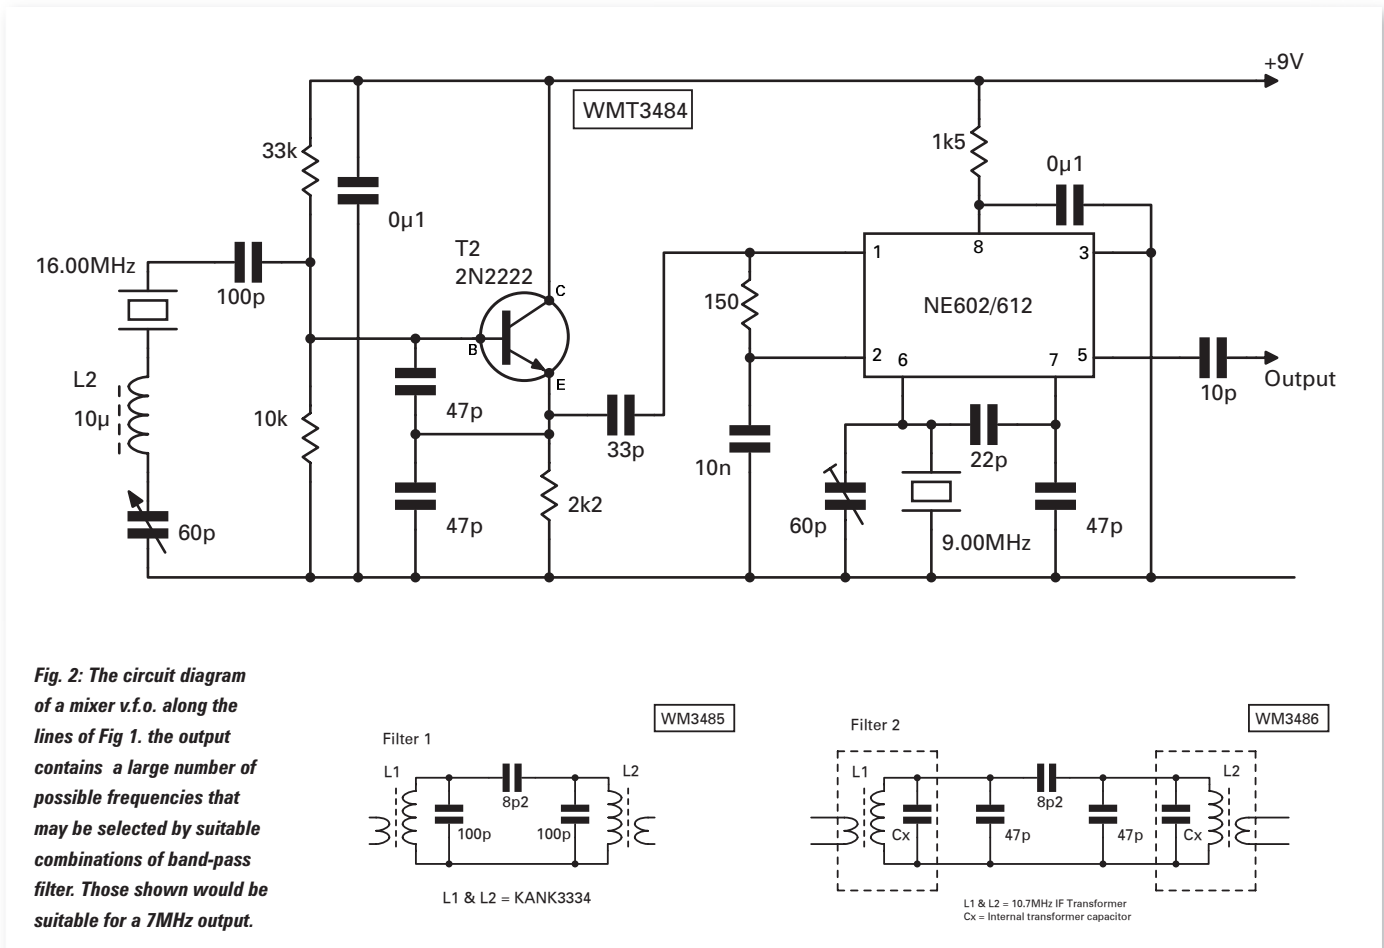 +9V
WMT3484
33k
1k5
0µ1
0µ1
T2
2N2222
C
16.00MHz
100p
8
1
3
150
NE602/612
B
2
6
7
5
L2
10µ
E
Output
10p
47p
10k
33p
22p
10n
2k2
60p
47p
60p
9.00MHz
47p
Fig. 2: The circuit diagram
of a mixer v.f.o. along the
lines of Fig 1. the output
contains a large number of
possible frequencies that
may be selected by suitable
combinations of band-pass
filter. Those shown would be
suitable for a 7MHz output.
WM3485
Filter 1
L1
L2
8p2
100p
100p
L1 & L2 = KANK3334
WM3486
Filter 2
L1
L2
8p2
Cx
47p
47p
Cx
L1 & L2 = 10.7MHz IF Transformer
Cx = Internal transformer capacitor